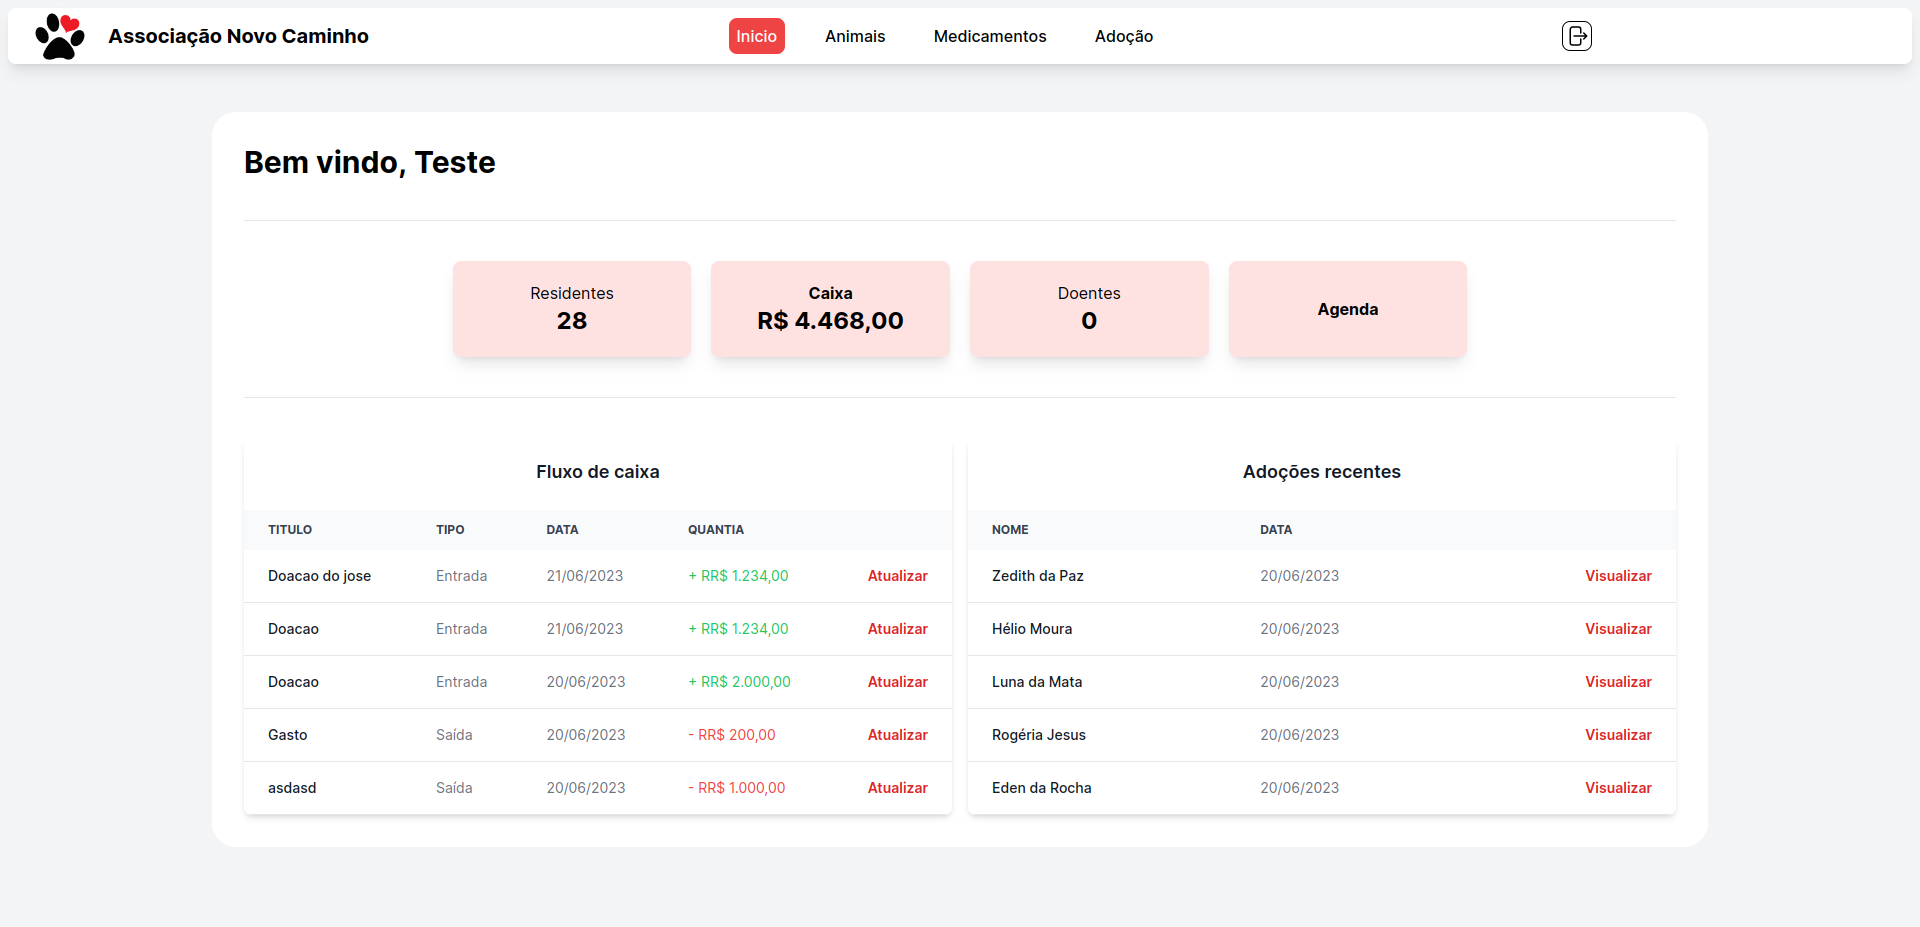 Associação Novo Caminho
Inicio Animais Medicamentos Adoção
Bem vindo, Teste
Residentes
28
Caixa
R$ 4.468,00
Doentes
0
Agenda
Fluxo de caixa
TITULO TIPO DATA QUANTIA
Doacao do jose Entrada 21/06/2023 + RR$ 1.234,00 Atualizar
Doacao Entrada 21/06/2023 + RR$ 1.234,00 Atualizar
Doacao Entrada 20/06/2023 + RR$ 2.000,00 Atualizar
Gasto Saída 20/06/2023 - RR$ 200,00 Atualizar
asdasd Saída 20/06/2023 - RR$ 1.000,00 Atualizar
Adoções recentes
NOME DATA
Zedith da Paz 20/06/2023 Visualizar
Hélio Moura 20/06/2023 Visualizar
Luna da Mata 20/06/2023 Visualizar
Rogéria Jesus 20/06/2023 Visualizar
Eden da Rocha 20/06/2023 Visualizar